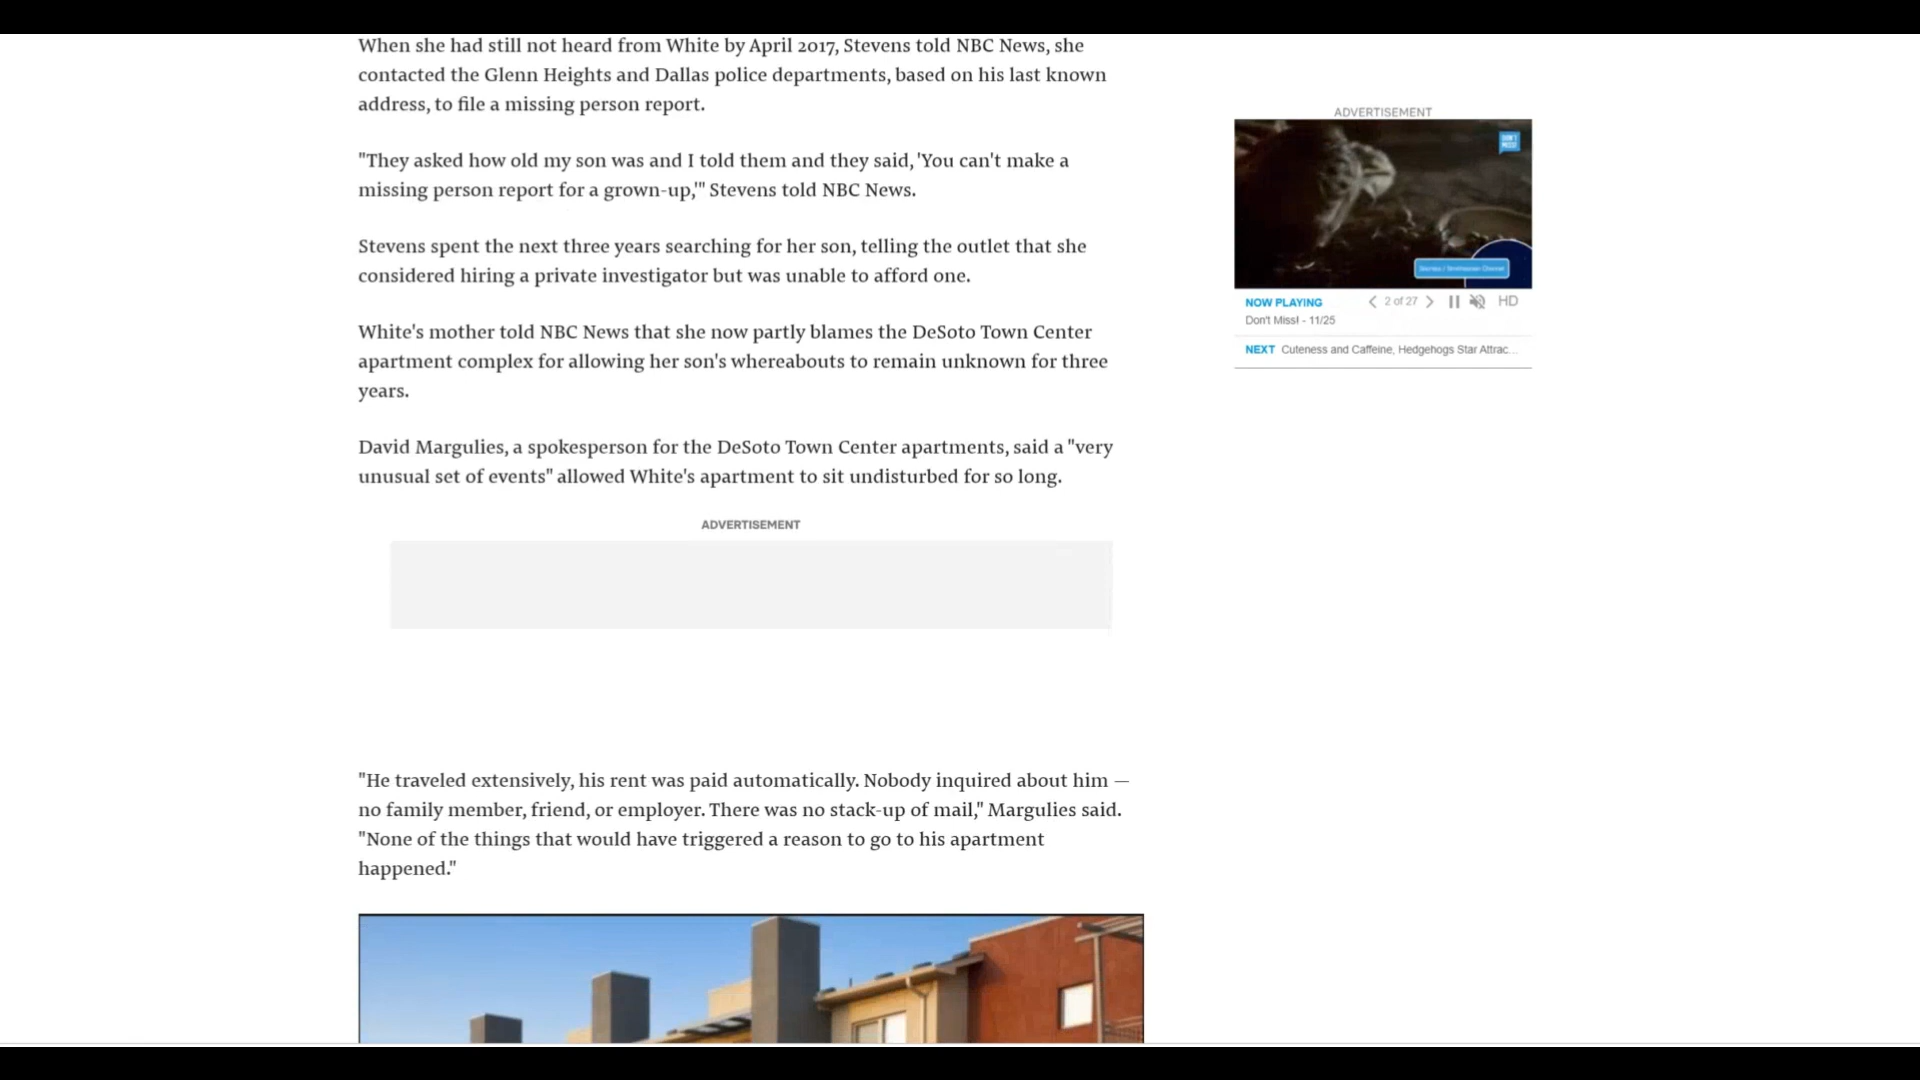 When she had still not heard from White by April 2017, Stevens told NBC News, she
contacted the Glenn Heights and Dallas police departments, based on his last known
address, to file a missing person report.
"They asked how old my son was and I told them and they said, 'You can't make a
missing person report for a grown-up,'" Stevens told NBC News.
Stevens spent the next three years searching for her son, telling the outlet that she
considered hiring a private investigator but was unable to afford one.
White's mother told NBC News that she now partly blames the DeSoto Town Center
apartment complex for allowing her son's whereabouts to remain unknown for three
years.
David Margulies, a spokesperson for the DeSoto Town Center apartments, said a "very
unusual set of events" allowed White's apartment to sit undisturbed for so long.
ADVERTISEMENT
"He traveled extensively, his rent was paid automatically. Nobody inquired about him —
no family member, friend, or employer. There was no stack-up of mail," Margulies said.
"None of the things that would have triggered a reason to go to his apartment
happened."
ADVERTISEMENT
DON'T
MISS!
NOW PLAYING
2 of 27
HD
Don't Miss! - 11/25
NEXT Cuteness and Caffeine, Hedgehogs Star Attrac...